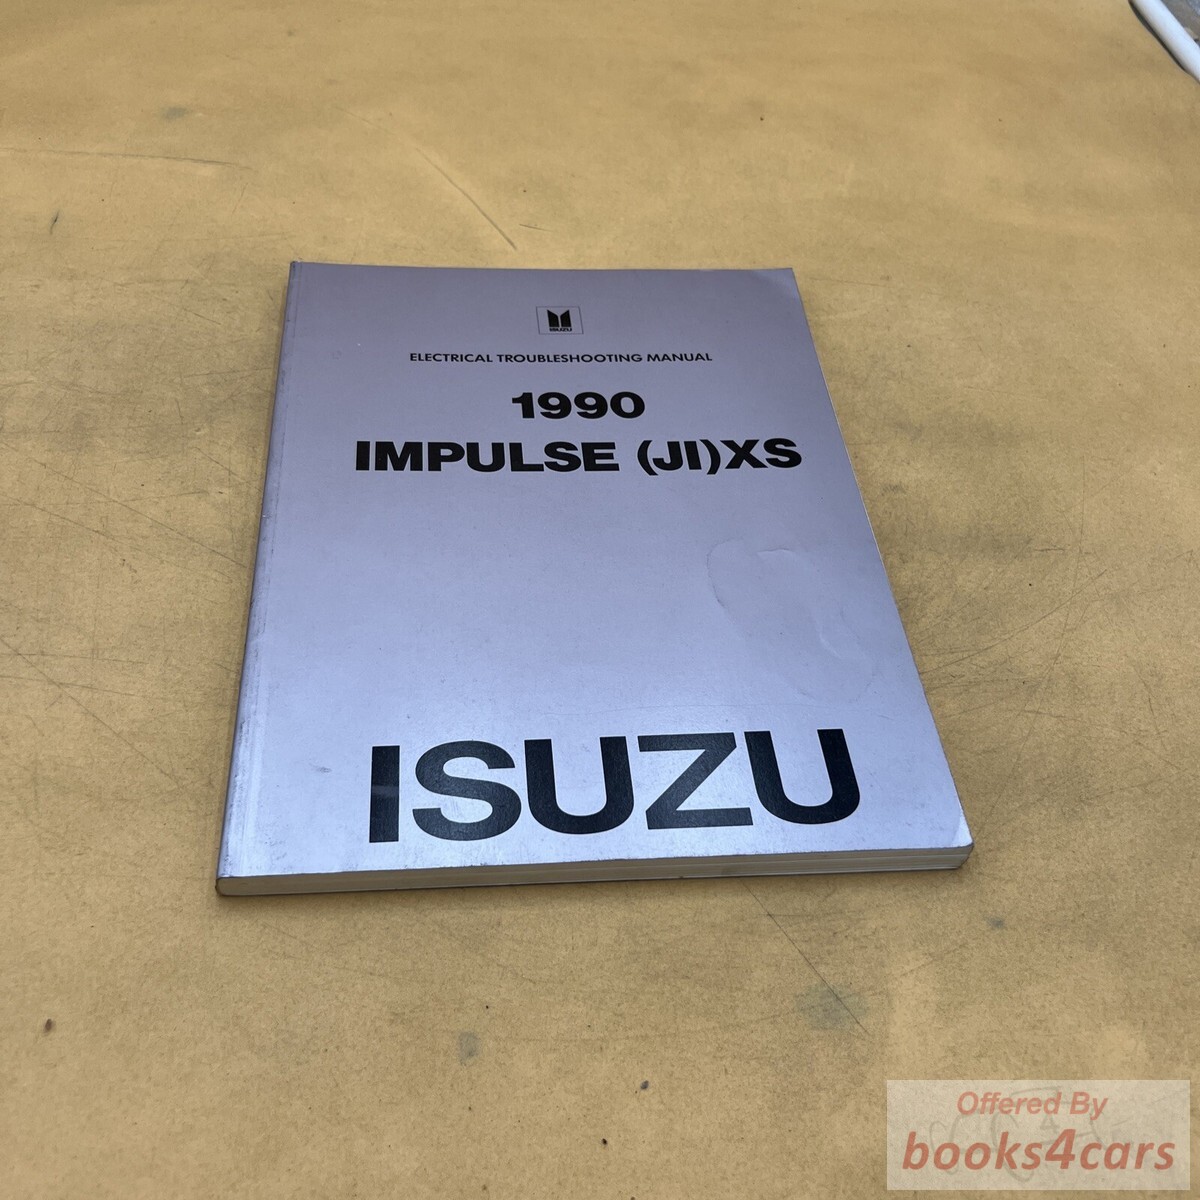 ISUZU
ELECTRICAL TROUBLESHOOTING MANUAL
1990
IMPULSE (JI)XS
ISUZU
Offered By
books4cars